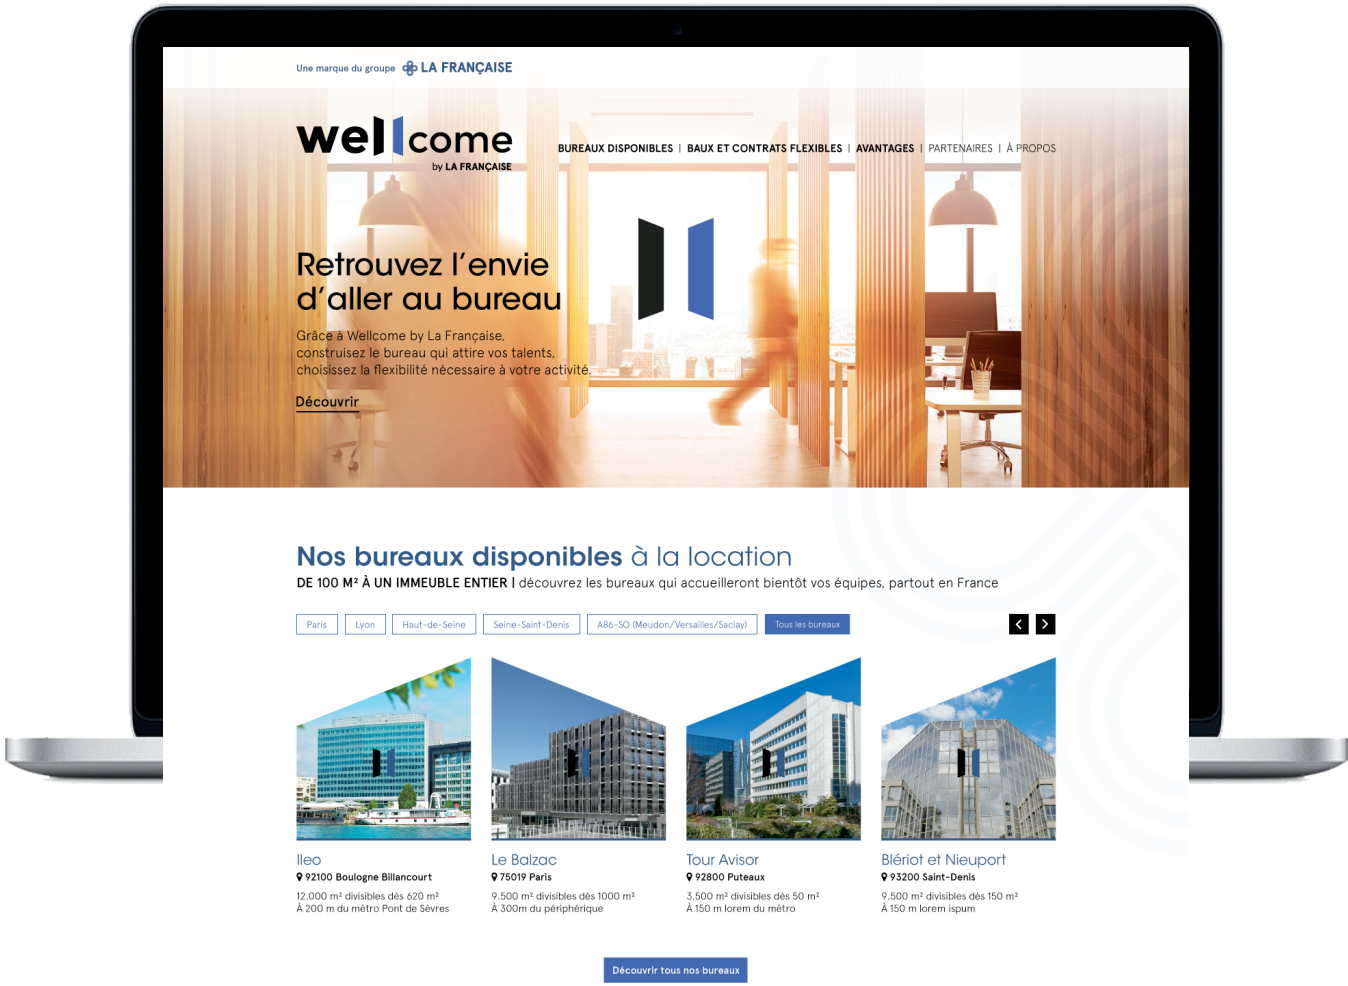 Une marque du groupe LA FRANÇAISE
wellcome
by LA FRANÇAISE
BUREAUX DISPONIBLES | BAUX ET CONTRATS FLEXIBLES | AVANTAGES | PARTENAIRES | À PROPOS
Retrouvez l'envie
d'aller au bureau
Grâce à Wellcome by La Française,
construisez le bureau qui attire vos talents,
choisissez la flexibilité nécessaire à votre activité.
Découvrir
Nos bureaux disponibles à la location
DE 100 M² À UN IMMEUBLE ENTIER | découvrez les bureaux qui accueilleront bientôt vos équipes, partout en France
Paris
Lyon
Haut-de-Seine
Seine-Saint-Denis
A86-SO (Meudon/Versailles/Saclay)
Tous les bureaux
Ileo
92100 Boulogne Billancourt
12.000 m² divisibles dès 620 m²
À 200 m du métro Pont de Sèvres
Le Balzac
75019 Paris
9.500 m² divisibles dès 1000 m²
À 300m du périphérique
Tour Avisor
92800 Puteaux
3.500 m² divisibles dès 50 m²
À 150 m lorem du métro
Blériot et Nieuport
93200 Saint-Denis
9.500 m² divisibles dès 150 m²
À 150 m lorem ispum
Découvrir tous nos bureaux